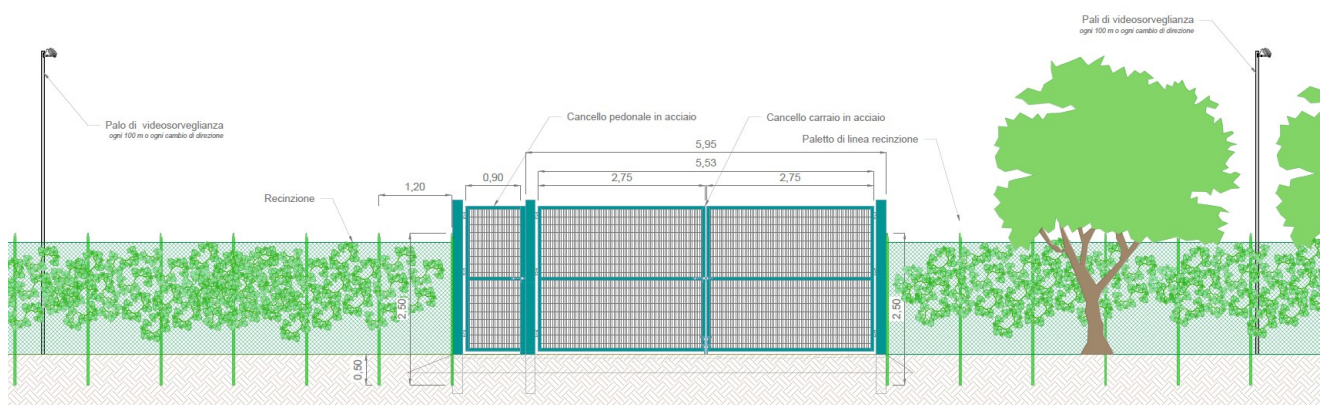 Pali di videosorveglianza
ogni 100 m o ogni cambio di direzione
Palo di videosorveglianza
ogni 100 m o ogni cambio di direzione
Cancello pedonale in acciaio
Cancello carraio in acciaio
Paletto di linea recinzione
5,95
5,53
0,90
2,75
2,75
1,20
Recinzione
2,50
2,50
0,50